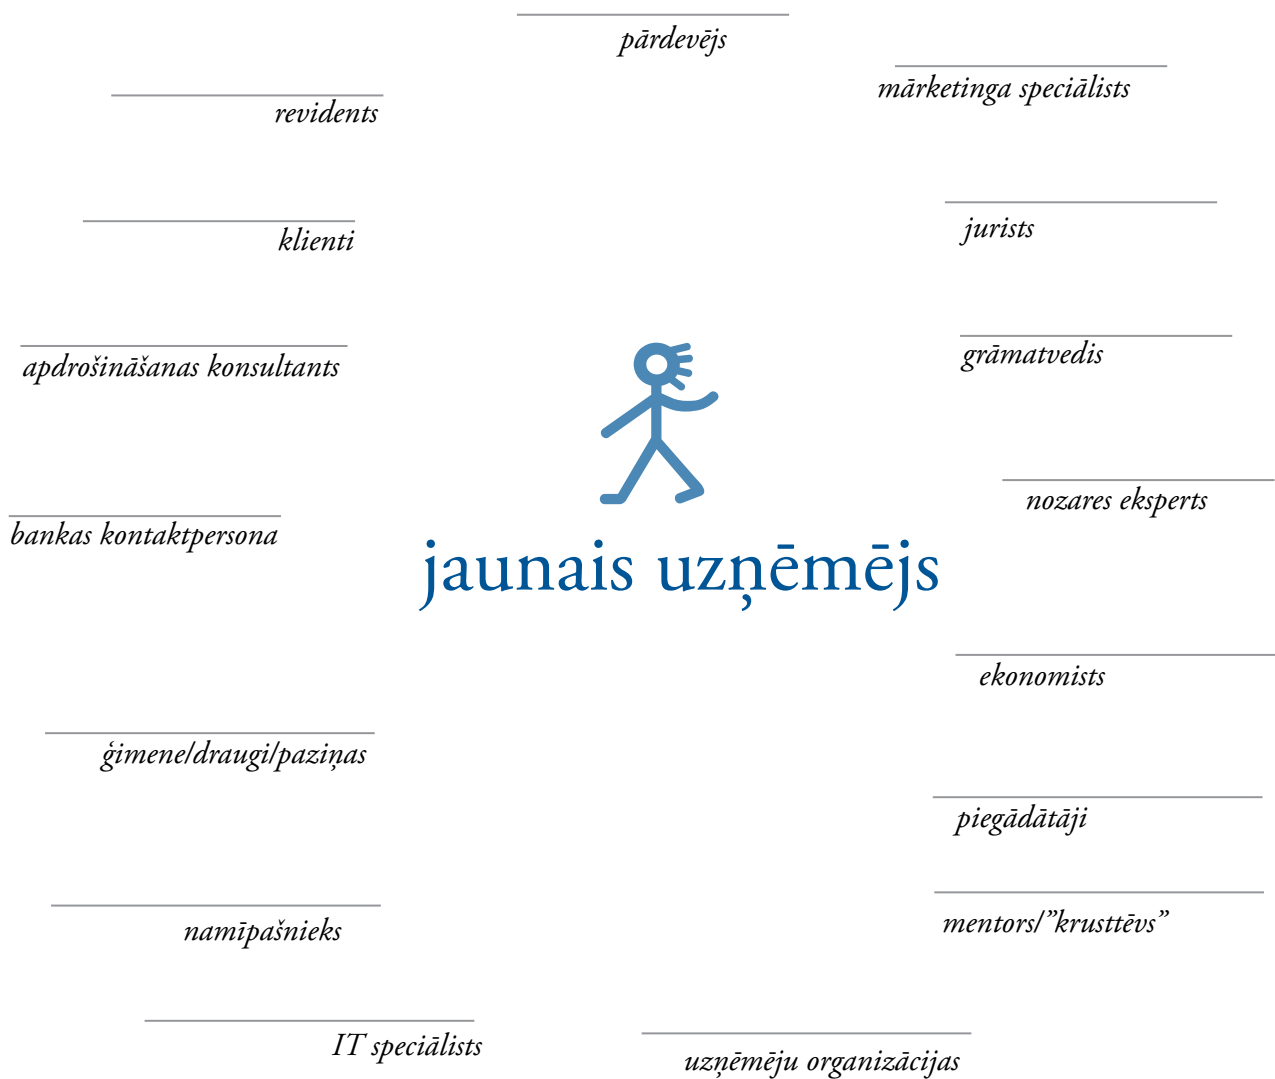 pārdevējs
mārketinga speciālists
revidents
jurists
klienti
grāmatvedis
apdrošināšanas konsultants
nozares eksperts
bankas kontaktpersona
jaunais uzņēmējs
ekonomists
ģimene/draugi/paziņas
piegādātāji
mentors/”krusttēvs”
namīpašnieks
IT speciālists
uzņēmēju organizācijas